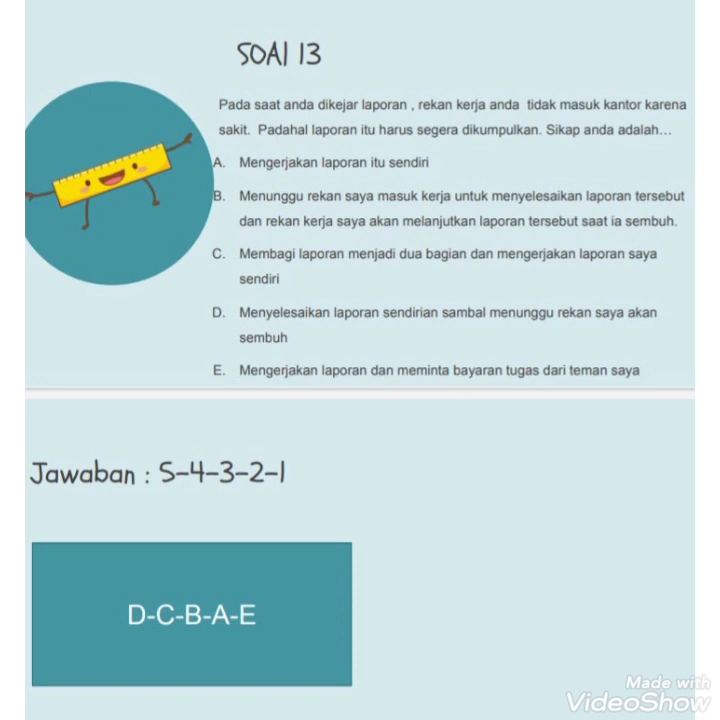 SOAl 13
Pada saat anda dikejar laporan , rekan kerja anda tidak masuk kantor karena
sakit. Padahal laporan itu harus segera dikumpulkan. Sikap anda adalah…
A. Mengerjakan laporan itu sendiri
B. Menunggu rekan saya masuk kerja untuk menyelesaikan laporan tersebut
dan rekan kerja saya akan melanjutkan laporan tersebut saat ia sembuh.
C. Membagi laporan menjadi dua bagian dan mengerjakan laporan saya
sendiri
D. Menyelesaikan laporan sendirian sambal menunggu rekan saya akan
sembuh
E. Mengerjakan laporan dan meminta bayaran tugas dari teman saya
Jawaban : 5-4-3-2-1
D-C-B-A-E
Made with
VideoShow